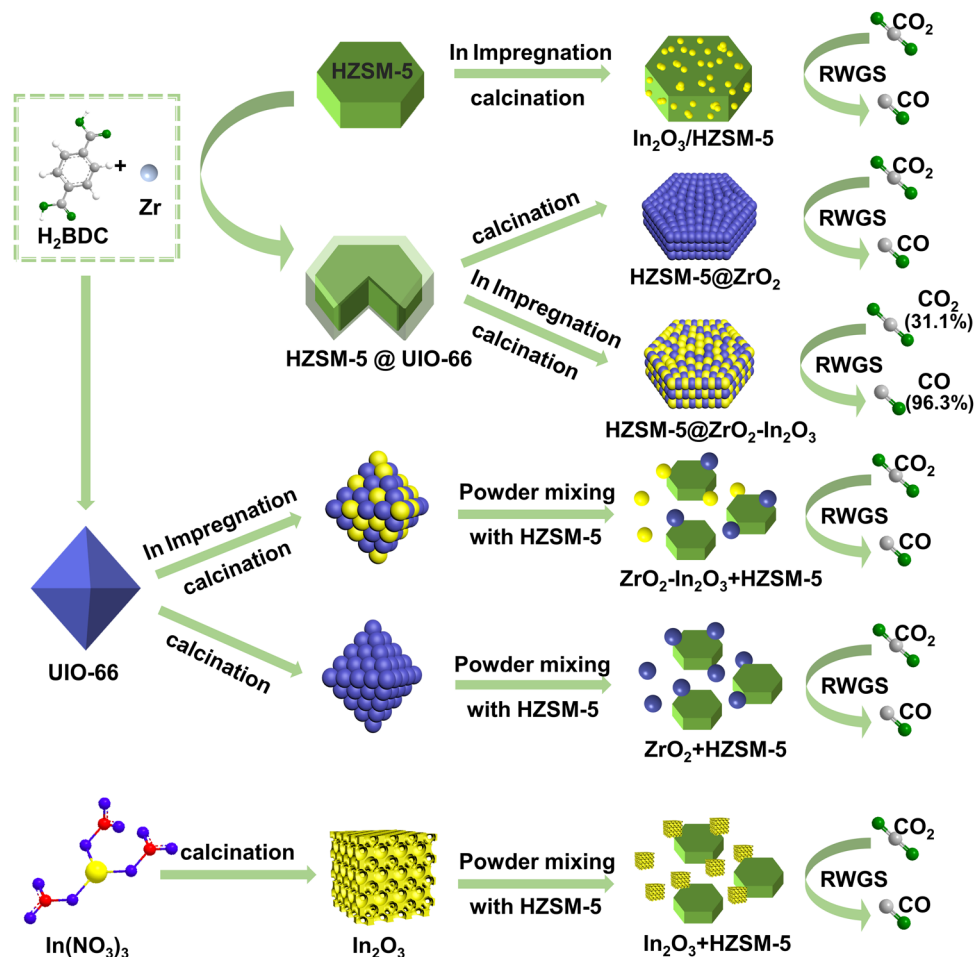 HZSM-5
In Impregnation
calcination
In₂O₃/HZSM-5
CO₂
RWGS
CO
+
Zr
H₂BDC
HZSM-5 @ UIO-66
calcination
HZSM-5@ZrO₂
CO₂
RWGS
CO
In Impregnation
calcination
HZSM-5@ZrO₂-In₂O₃
CO₂
(31.1%)
RWGS
CO
(96.3%)
UIO-66
In Impregnation
calcination
Powder mixing
with HZSM-5
ZrO₂-In₂O₃+HZSM-5
CO₂
RWGS
CO
calcination
Powder mixing
with HZSM-5
ZrO₂+HZSM-5
CO₂
RWGS
CO
In(NO₃)₃
calcination
In₂O₃
Powder mixing
with HZSM-5
In₂O₃+HZSM-5
CO₂
RWGS
CO